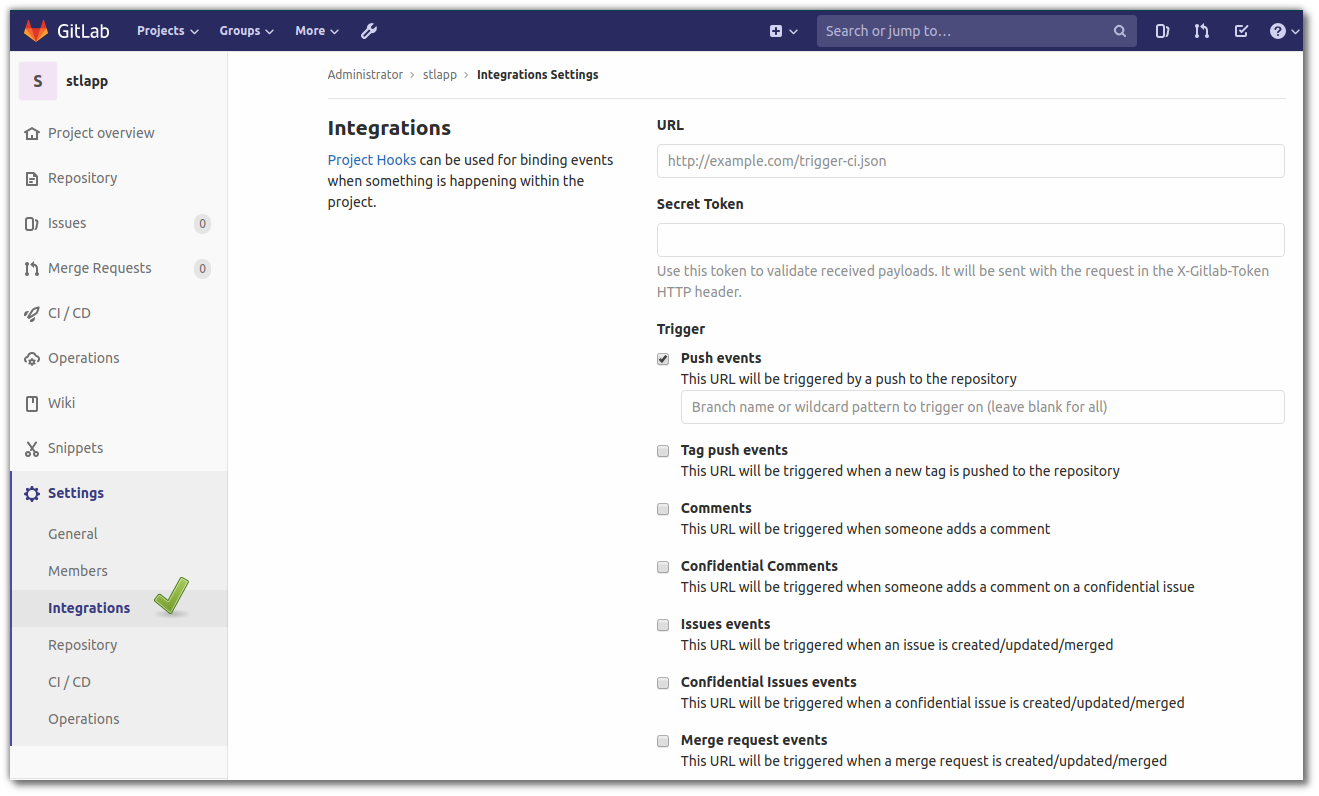 GitLab
Projects
Groups
More
Search or jump to…
S
stlapp
Project overview
Repository
Issues
0
Merge Requests
0
CI / CD
Operations
Wiki
Snippets
Settings
General
Members
Integrations
Repository
CI / CD
Operations
Administrator › stlapp › Integrations Settings
Integrations
Project Hooks can be used for binding events
when something is happening within the
project.
URL
http://example.com/trigger-ci.json
Secret Token
Use this token to validate received payloads. It will be sent with the request in the X-Gitlab-Token
HTTP header.
Trigger
Push events
This URL will be triggered by a push to the repository
Branch name or wildcard pattern to trigger on (leave blank for all)
Tag push events
This URL will be triggered when a new tag is pushed to the repository
Comments
This URL will be triggered when someone adds a comment
Confidential Comments
This URL will be triggered when someone adds a comment on a confidential issue
Issues events
This URL will be triggered when an issue is created/updated/merged
Confidential Issues events
This URL will be triggered when a confidential issue is created/updated/merged
Merge request events
This URL will be triggered when a merge request is created/updated/merged